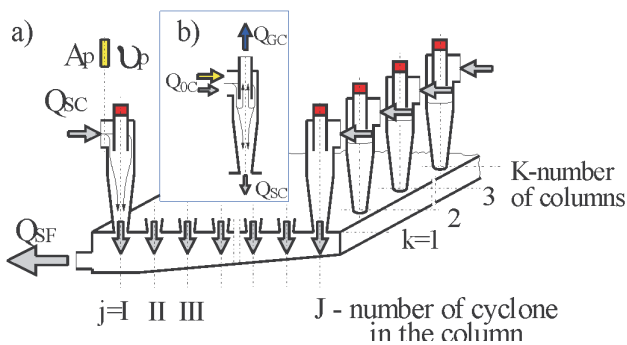 a)
b)
Ap υp
QGC
Q0C
QSC
QSC
QSF
K-number
of columns
3
2
k=1
j=I II III
J - number of cyclone
in the column